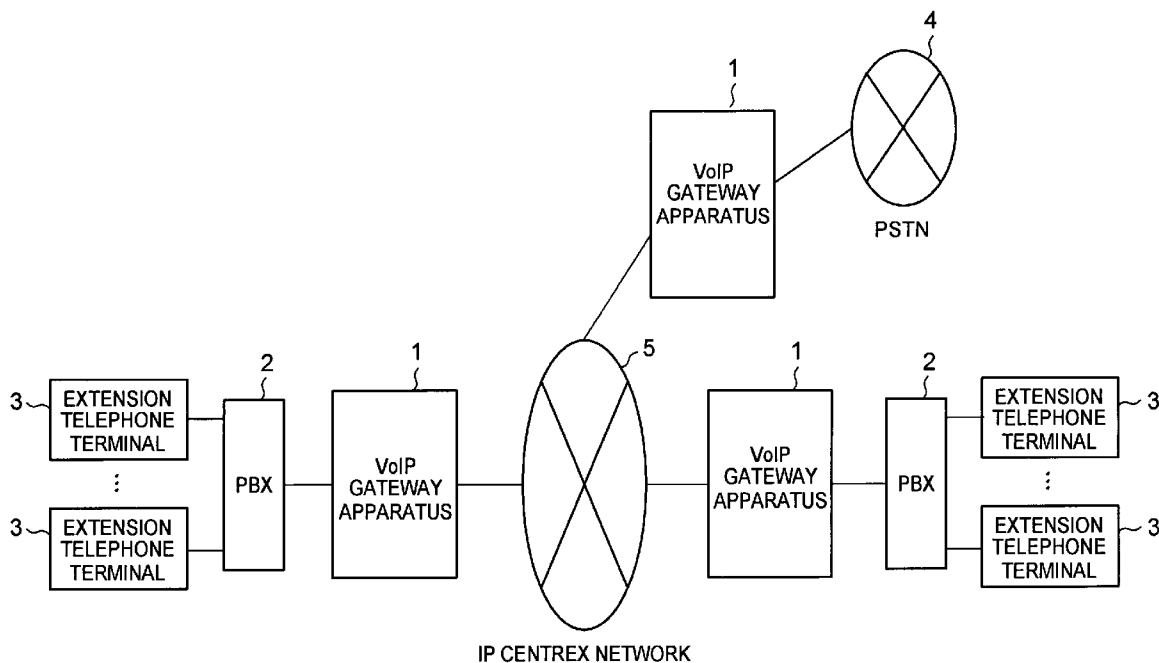 4
1
VoIP
GATEWAY
APPARATUS
PSTN
5
3
EXTENSION
TELEPHONE
TERMINAL
⋮
3
EXTENSION
TELEPHONE
TERMINAL
2
PBX
1
VoIP
GATEWAY
APPARATUS
1
VoIP
GATEWAY
APPARATUS
2
PBX
EXTENSION
TELEPHONE
TERMINAL
3
⋮
EXTENSION
TELEPHONE
TERMINAL
3
IP CENTREX NETWORK